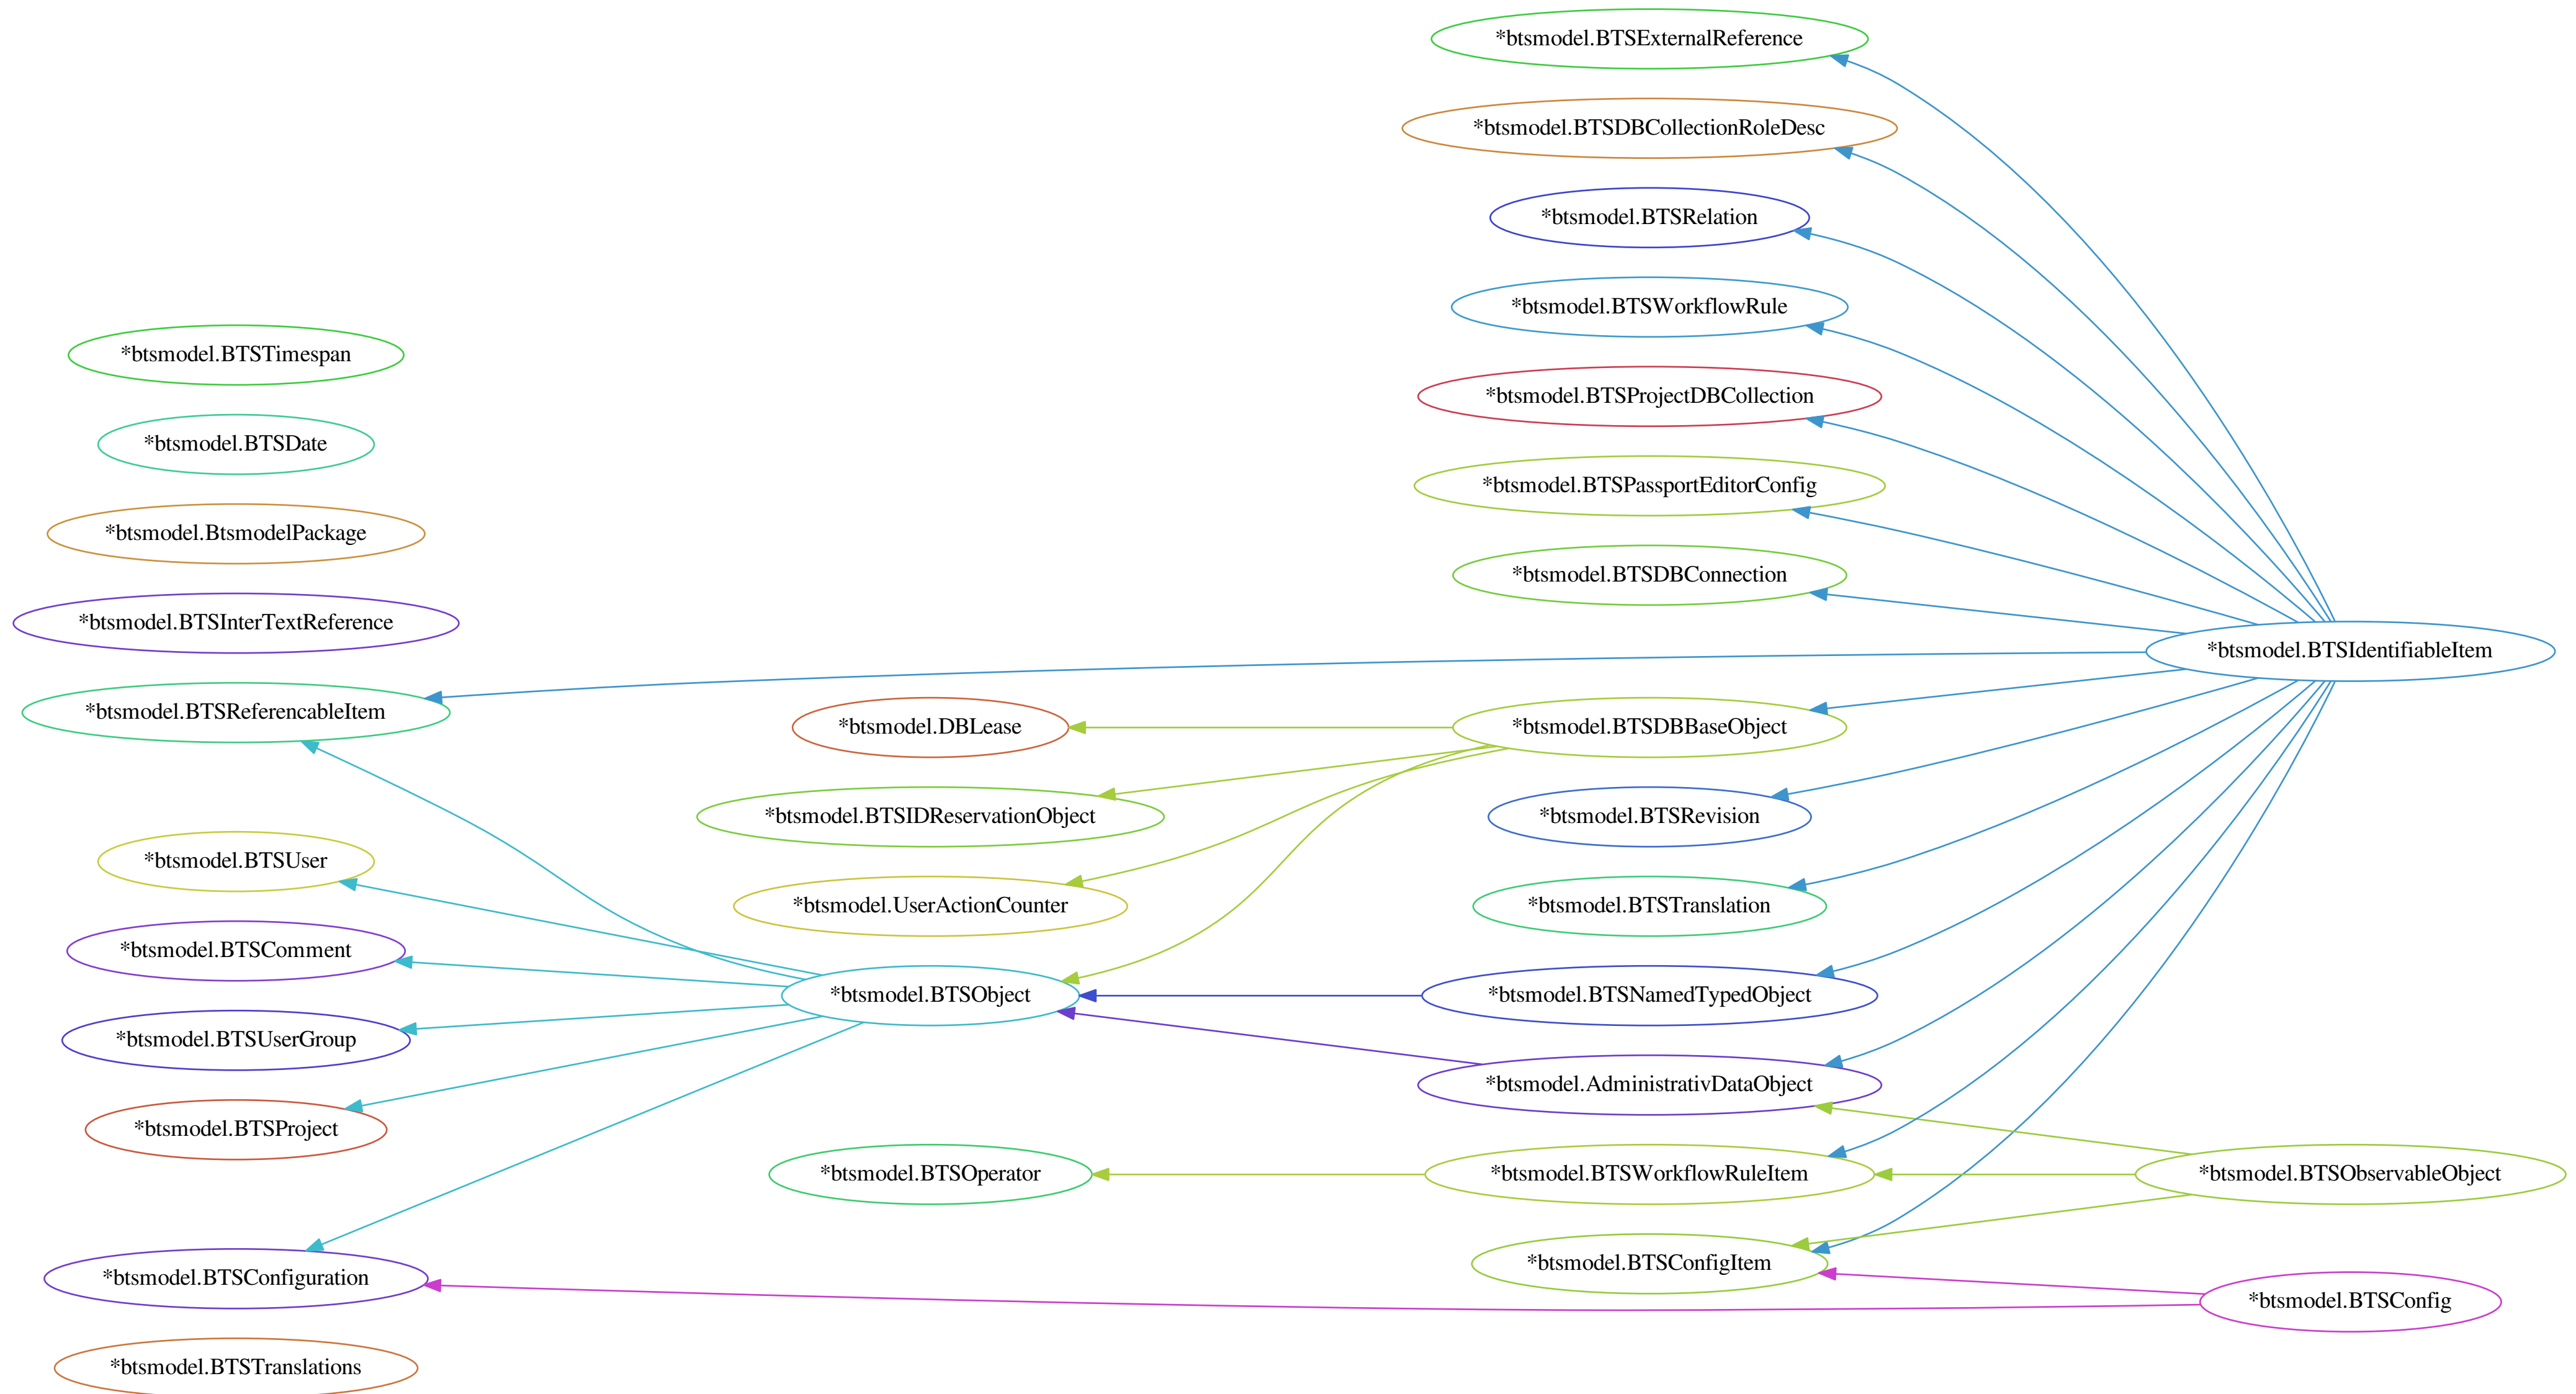 *btsmodel.BTSExternalReference
*btsmodel.BTSDBCollectionRoleDesc
*btsmodel.BTSRelation
*btsmodel.BTSWorkflowRule
*btsmodel.BTSTimespan
*btsmodel.BTSProjectDBCollection
*btsmodel.BTSDate
*btsmodel.BTSPassportEditorConfig
*btsmodel.BtsmodelPackage
*btsmodel.BTSDBConnection
*btsmodel.BTSInterTextReference
*btsmodel.BTSIdentifiableItem
*btsmodel.BTSReferencableItem
*btsmodel.DBLease
*btsmodel.BTSDBBaseObject
*btsmodel.BTSIDReservationObject
*btsmodel.BTSRevision
*btsmodel.BTSUser
*btsmodel.UserActionCounter
*btsmodel.BTSTranslation
*btsmodel.BTSComment
*btsmodel.BTSObject
*btsmodel.BTSNamedTypedObject
*btsmodel.BTSUserGroup
*btsmodel.AdministrativDataObject
*btsmodel.BTSProject
*btsmodel.BTSOperator
*btsmodel.BTSWorkflowRuleItem
*btsmodel.BTSObservableObject
*btsmodel.BTSConfiguration
*btsmodel.BTSConfigItem
*btsmodel.BTSConfig
*btsmodel.BTSTranslations